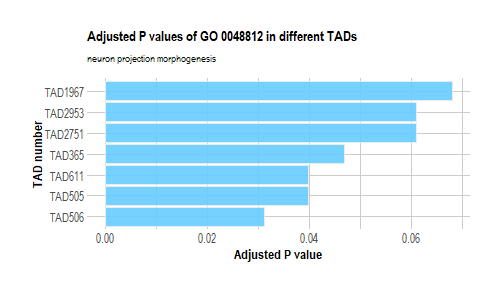 Adjusted P values of GO 0048812 in different TADs
neuron projection morphogenesis
TAD number
TAD1967
TAD2953
TAD2751
TAD365
TAD611
TAD505
TAD506
0.00 0.02 0.04 0.06
Adjusted P value